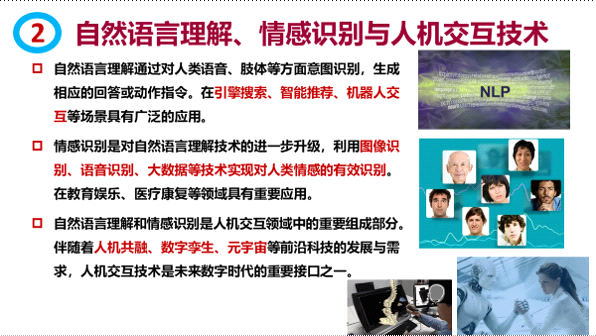 2
自然语言理解、情感识别与人机交互技术
自然语言理解通过对人类语音、肢体等方面意图识别，生成
相应的回答或动作指令。在引擎搜索、智能推荐、机器人交
互等场景具有广泛的应用。
情感识别是对自然语言理解技术的进一步升级，利用图像识
别、语音识别、大数据等技术实现对人类情感的有效识别。
在教育娱乐、医疗康复等领域具有重要应用。
自然语言理解和情感识别是人机交互领域中的重要组成部分。
伴随着人机共融、数字孪生、元宇宙等前沿科技的发展与需
求，人机交互技术是未来数字时代的重要接口之一。
NLP